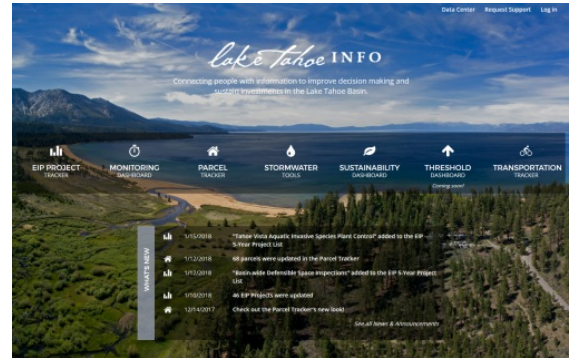 Data Center Request Support Log In
Lake Tahoe INFO
Connecting people with information to improve decision making and
sustain investments in the Lake Tahoe Basin.
EIP PROJECT
TRACKER
MONITORING
DASHBOARD
PARCEL
TRACKER
STORMWATER
TOOLS
SUSTAINABILITY
DASHBOARD
THRESHOLD
DASHBOARD
Coming soon!
TRANSPORTATION
TRACKER
WHAT'S NEW
1/15/2018 "Tahoe Vista Aquatic Invasive Species Plant Control" added to the EIP
5-Year Project List
1/12/2018 68 parcels were updated in the Parcel Tracker
1/12/2018 "Basin-wide Defensible Space Inspections" added to the EIP 5-Year Project
List
1/10/2018 46 EIP Projects were updated
12/14/2017 Check out the Parcel Tracker's new look!
See all News & Announcements